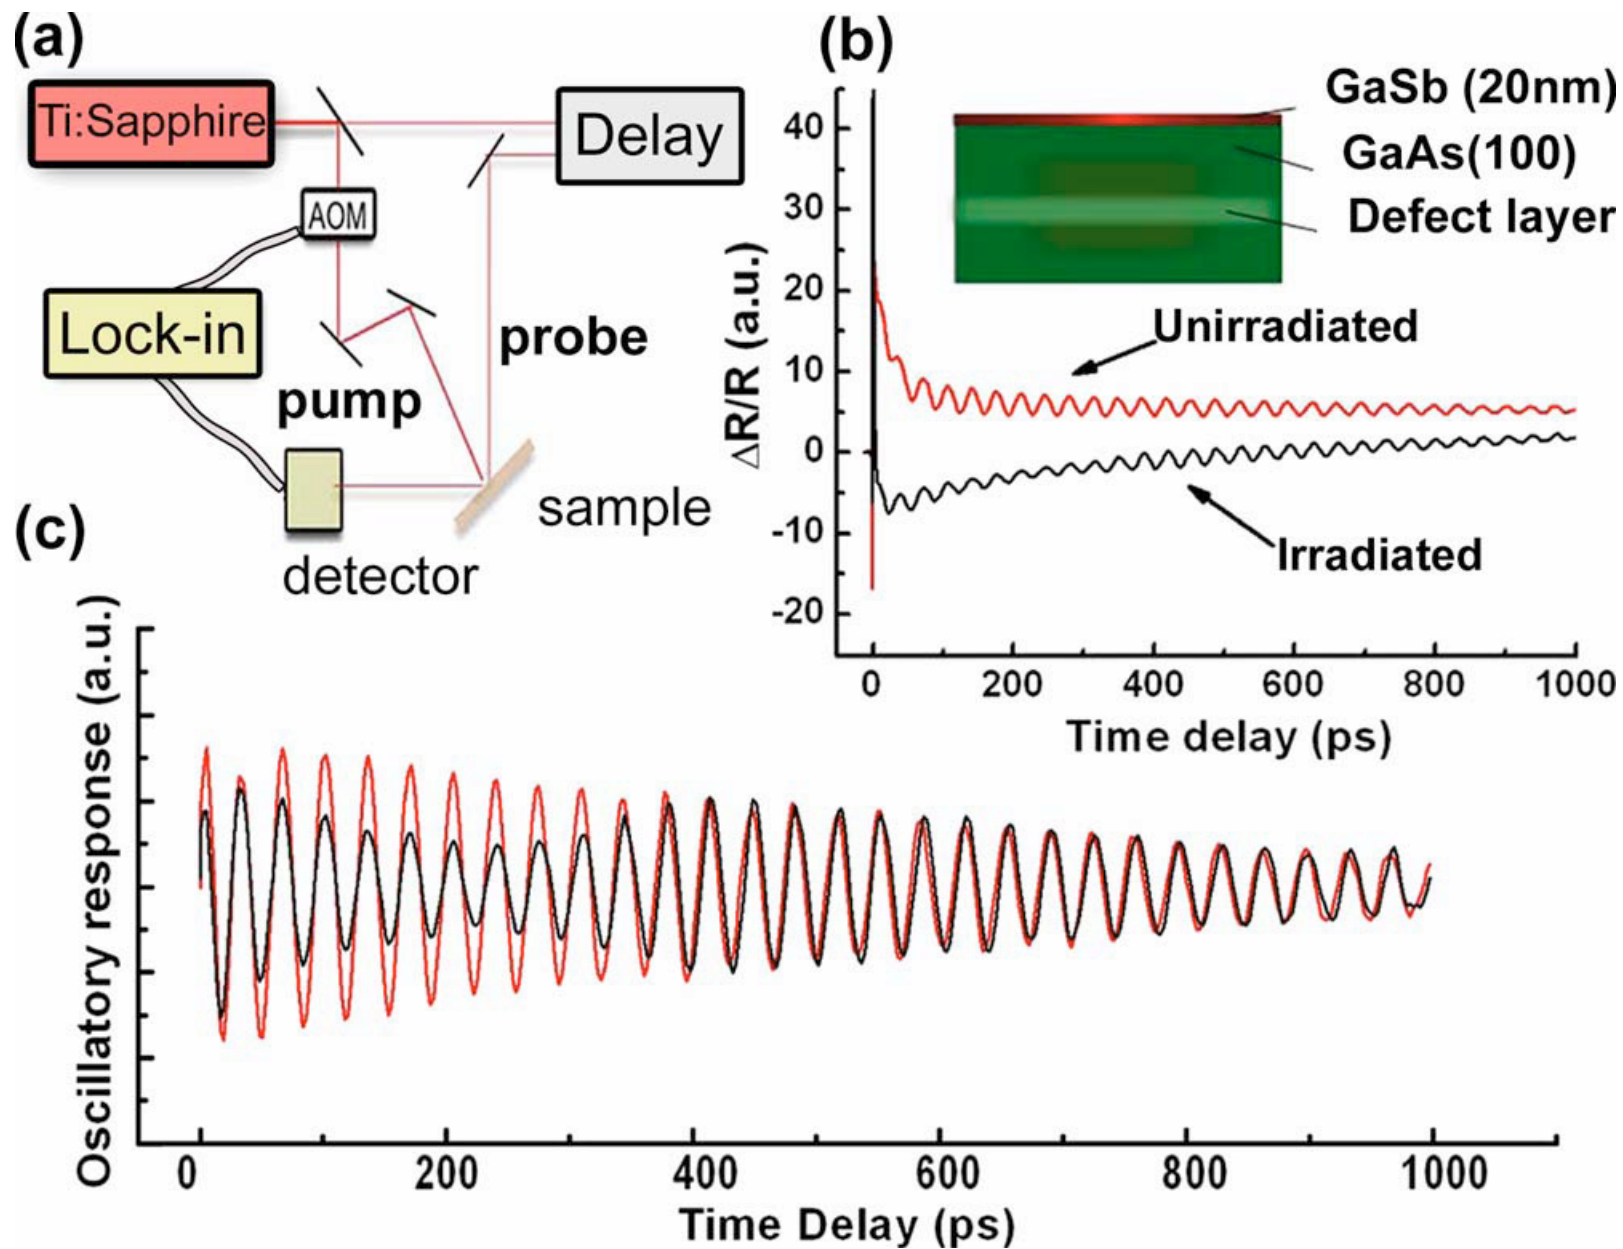 (a)
Ti:Sapphire
Delay
AOM
Lock-in
probe
pump
sample
detector
(b)
GaSb (20nm)
GaAs(100)
Defect layer
Unirradiated
Irradiated
ΔR/R (a.u.)
40
30
20
10
0
-10
-20
0 200 400 600 800 1000
Time delay (ps)
(c)
Oscillatory response (a.u.)
0 200 400 600 800 1000
Time Delay (ps)